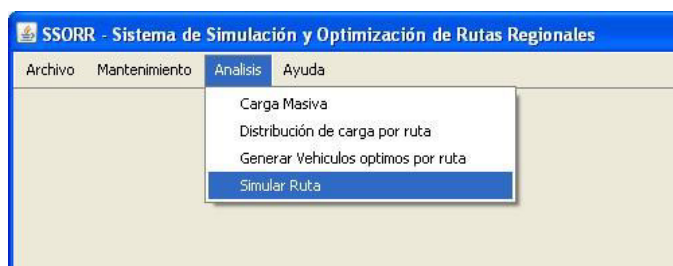 SSORR - Sistema de Simulación y Optimización de Rutas Regionales
Archivo Mantenimiento Analisis Ayuda
Carga Masiva
Distribución de carga por ruta
Generar Vehiculos optimos por ruta
Simular Ruta